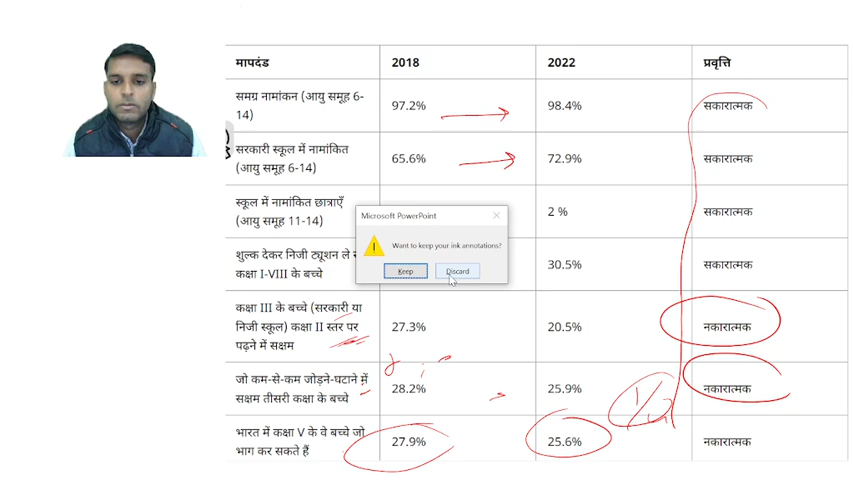 मापदंड 2018 2022 प्रवृत्ति
समग्र नामांकन (आयु समूह 6-
14) 97.2% 98.4% सकारात्मक
सरकारी स्कूल में नामांकित
(आयु समूह 6-14) 65.6% 72.9% सकारात्मक
स्कूल में नामांकित छात्राएँ
(आयु समूह 11-14) 2 % सकारात्मक
Microsoft PowerPoint
Want to keep your ink annotations?
Keep Discard
शुल्क देकर निजी ट्यूशन ले
कक्षा I-VIII के बच्चे 30.5% सकारात्मक
कक्षा III के बच्चे (सरकारी या
निजी स्कूल) कक्षा II स्तर पर
पढ़ने में सक्षम 27.3% 20.5% नकारात्मक
जो कम-से-कम जोड़ने-घटाने में
सक्षम तीसरी कक्षा के बच्चे 28.2% 25.9% नकारात्मक
भारत में कक्षा V के वे बच्चे जो
भाग कर सकते हैं 27.9% 25.6% नकारात्मक